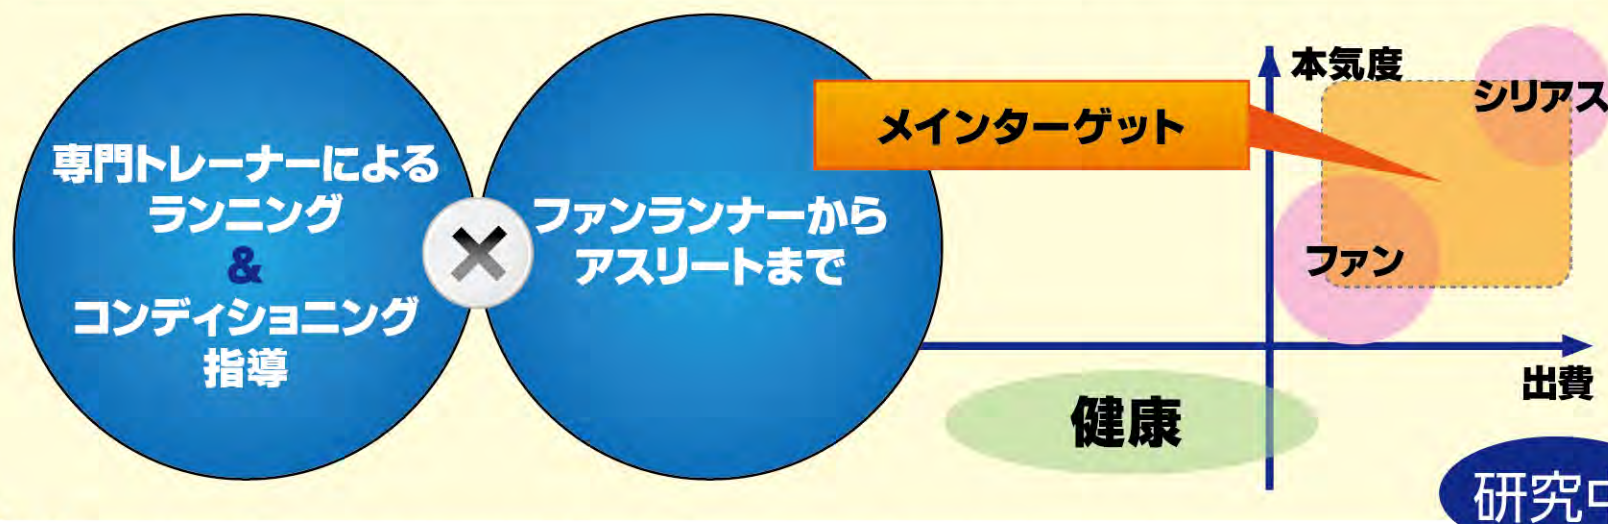 専門トレーナーによる
ランニング
&
コンディショニング
指導
×
ファンランナーから
アスリートまで
メインターゲット
本気度
シリアス
ファン
出費
健康
研究